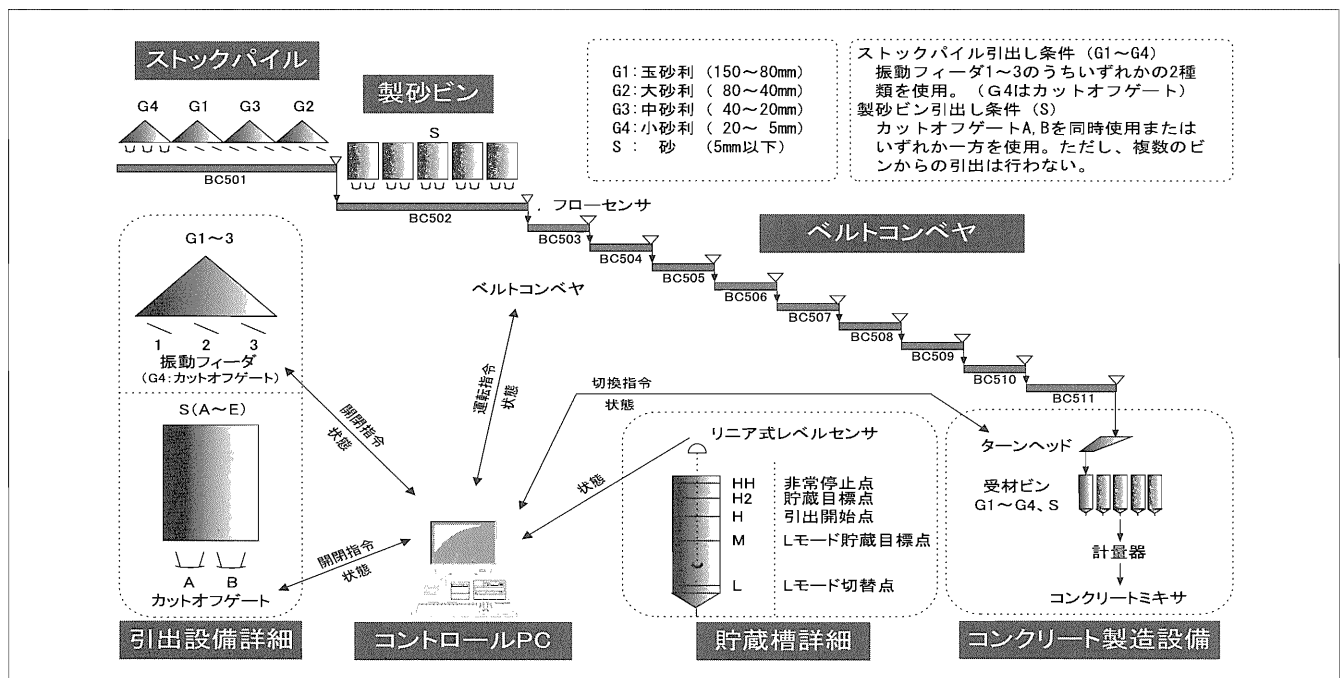 ストックパイル
G4 G1 G3 G2
BC501
製砂ビン
S
BC502
フローセンサ
BC503
BC504
BC505
BC506
BC507
BC508
BC509
BC510
BC511
ベルトコンベヤ
G1:玉砂利 (150~80mm)
G2:大砂利 ( 80~40mm)
G3:中砂利 ( 40~20mm)
G4:小砂利 ( 20~ 5mm)
S : 砂 (5mm以下)
ストックパイル引出し条件 (G1~G4)
振動フィーダ1~3のうちいずれかの2種
類を使用。(G4はカットオフゲート)
製砂ビン引出し条件 (S)
カットオフゲートA,Bを同時使用または
いずれか一方を使用。ただし、複数のビ
ンからの引出は行わない。
G1~3
1 2 3
振動フィーダ
(G4:カットオフゲート)
S(A~E)
A B
カットオフゲート
引出設備詳細
開閉指令
状態
開閉指令
状態
ベルトコンベヤ
運転指令
状態
切換指令
状態
状態
コントロールPC
リニア式レベルセンサ
HH 非常停止点
H2 貯蔵目標点
H 引出開始点
M Lモード貯蔵目標点
L Lモード切替点
貯蔵槽詳細
ターンヘッド
受材ビン
G1~G4、S
計量器
コンクリートミキサ
コンクリート製造設備